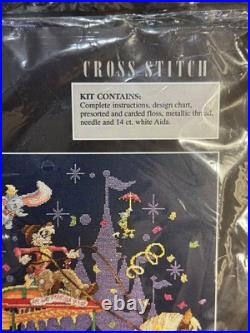 CROSS STITCH
KIT CONTAINS:
Complete instructions, design chart,
presorted and carded floss, metallic thread,
needle and 14 ct. white Aida.